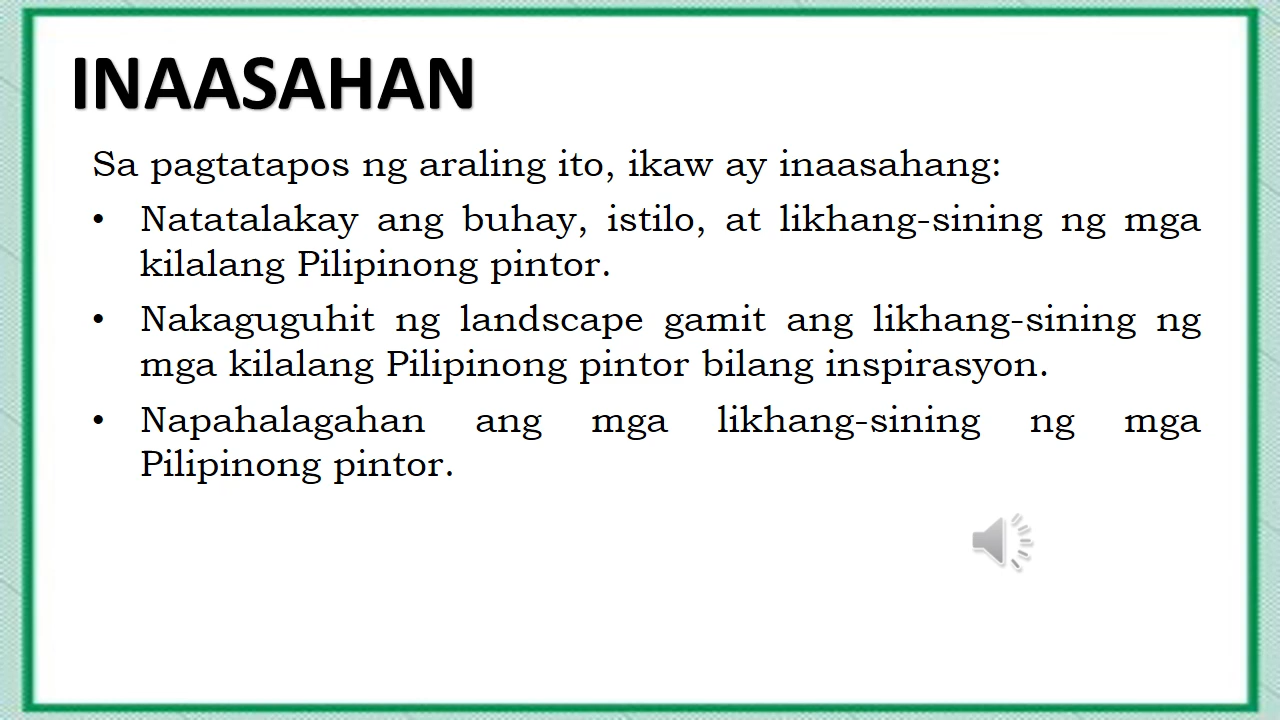 INAASAHAN
Sa pagtatapos ng araling ito, ikaw ay inaasahang:
• Natatalakay ang buhay, istilo, at likhang-sining ng mga
kilalang Pilipinong pintor.
• Nakaguguhit ng landscape gamit ang likhang-sining ng
mga kilalang Pilipinong pintor bilang inspirasyon.
• Napahalagahan ang mga likhang-sining ng mga
Pilipinong pintor.